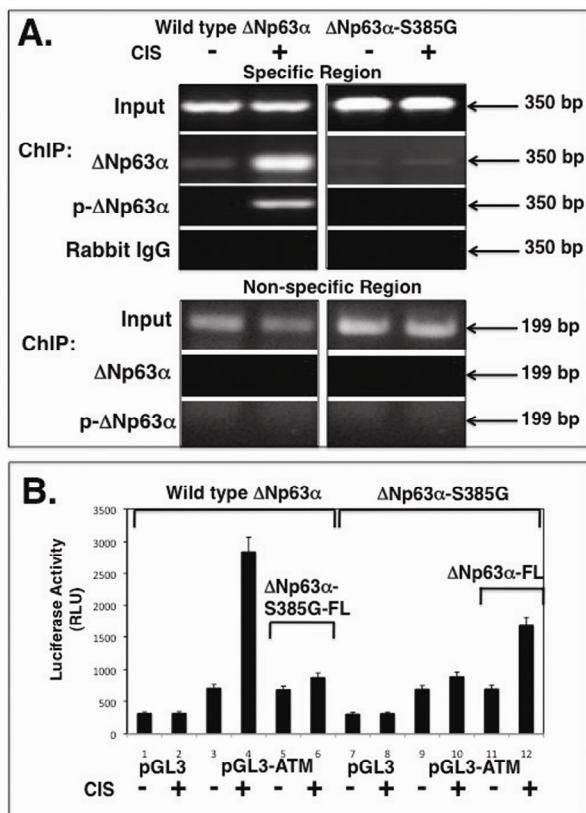 A.
Wild type ΔNp63α ΔNp63α-S385G
CIS - + - +
Specific Region
Input 350 bp
ChIP:
ΔNp63α 350 bp
p-ΔNp63α 350 bp
Rabbit IgG 350 bp
Non-specific Region
Input 199 bp
ChIP:
ΔNp63α 199 bp
p-ΔNp63α 199 bp
B.
Wild type ΔNp63α ΔNp63α-S385G
Luciferase Activity
(RLU)
3500
3000
2500
2000
1500
1000
500
0
ΔNp63α-
S385G-FL
ΔNp63α-FL
1 2 3 4 5 6 7 8 9 10 11 12
pGL3 pGL3-ATM pGL3 pGL3-ATM
CIS - + - + - + - + - + - +